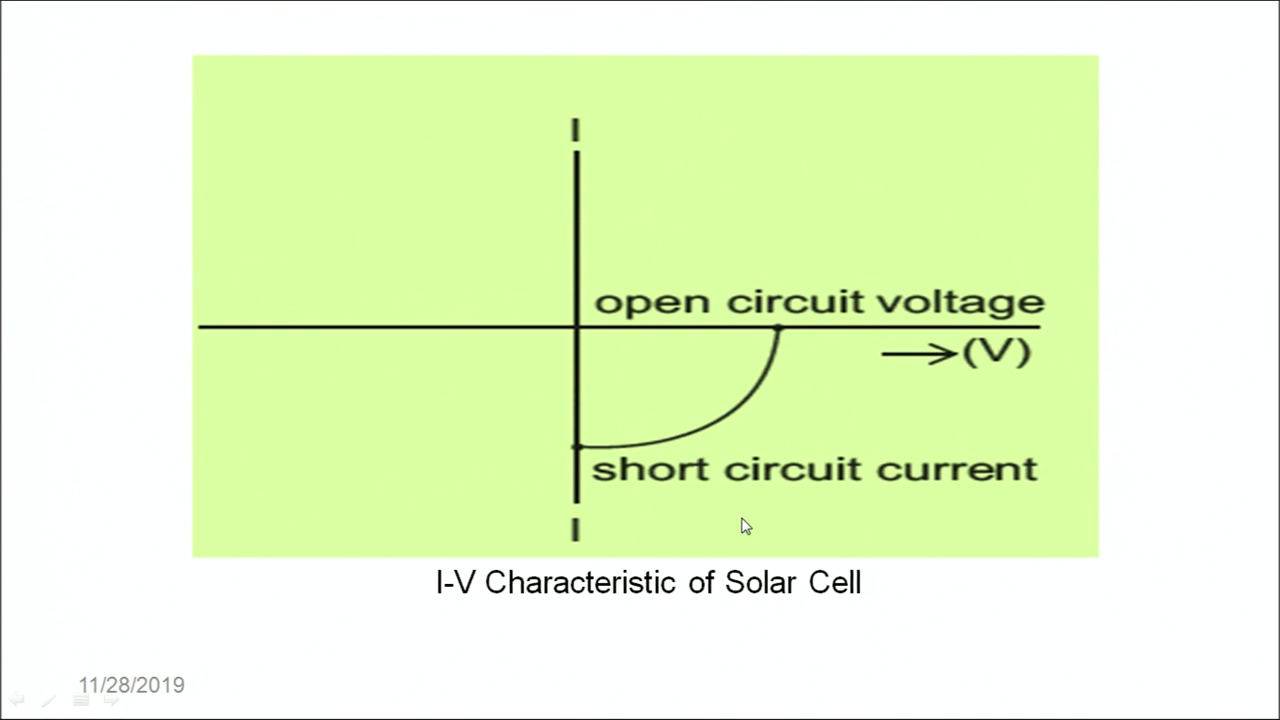 I
open circuit voltage
(V)
short circuit current
I
I-V Characteristic of Solar Cell
11/28/2019